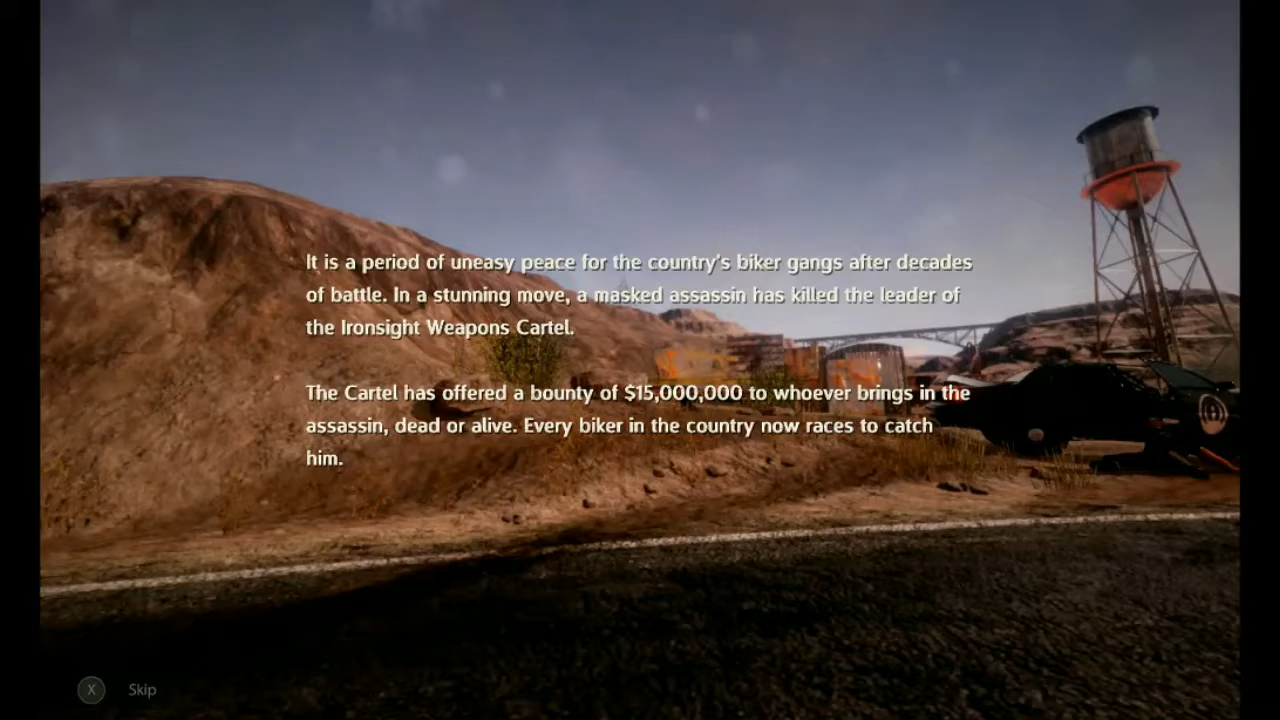 It is a period of uneasy peace for the country's biker gangs after decades
of battle. In a stunning move, a masked assassin has killed the leader of
the Ironsight Weapons Cartel.
The Cartel has offered a bounty of $15,000,000 to whoever brings in the
assassin, dead or alive. Every biker in the country now races to catch
him.
X Skip